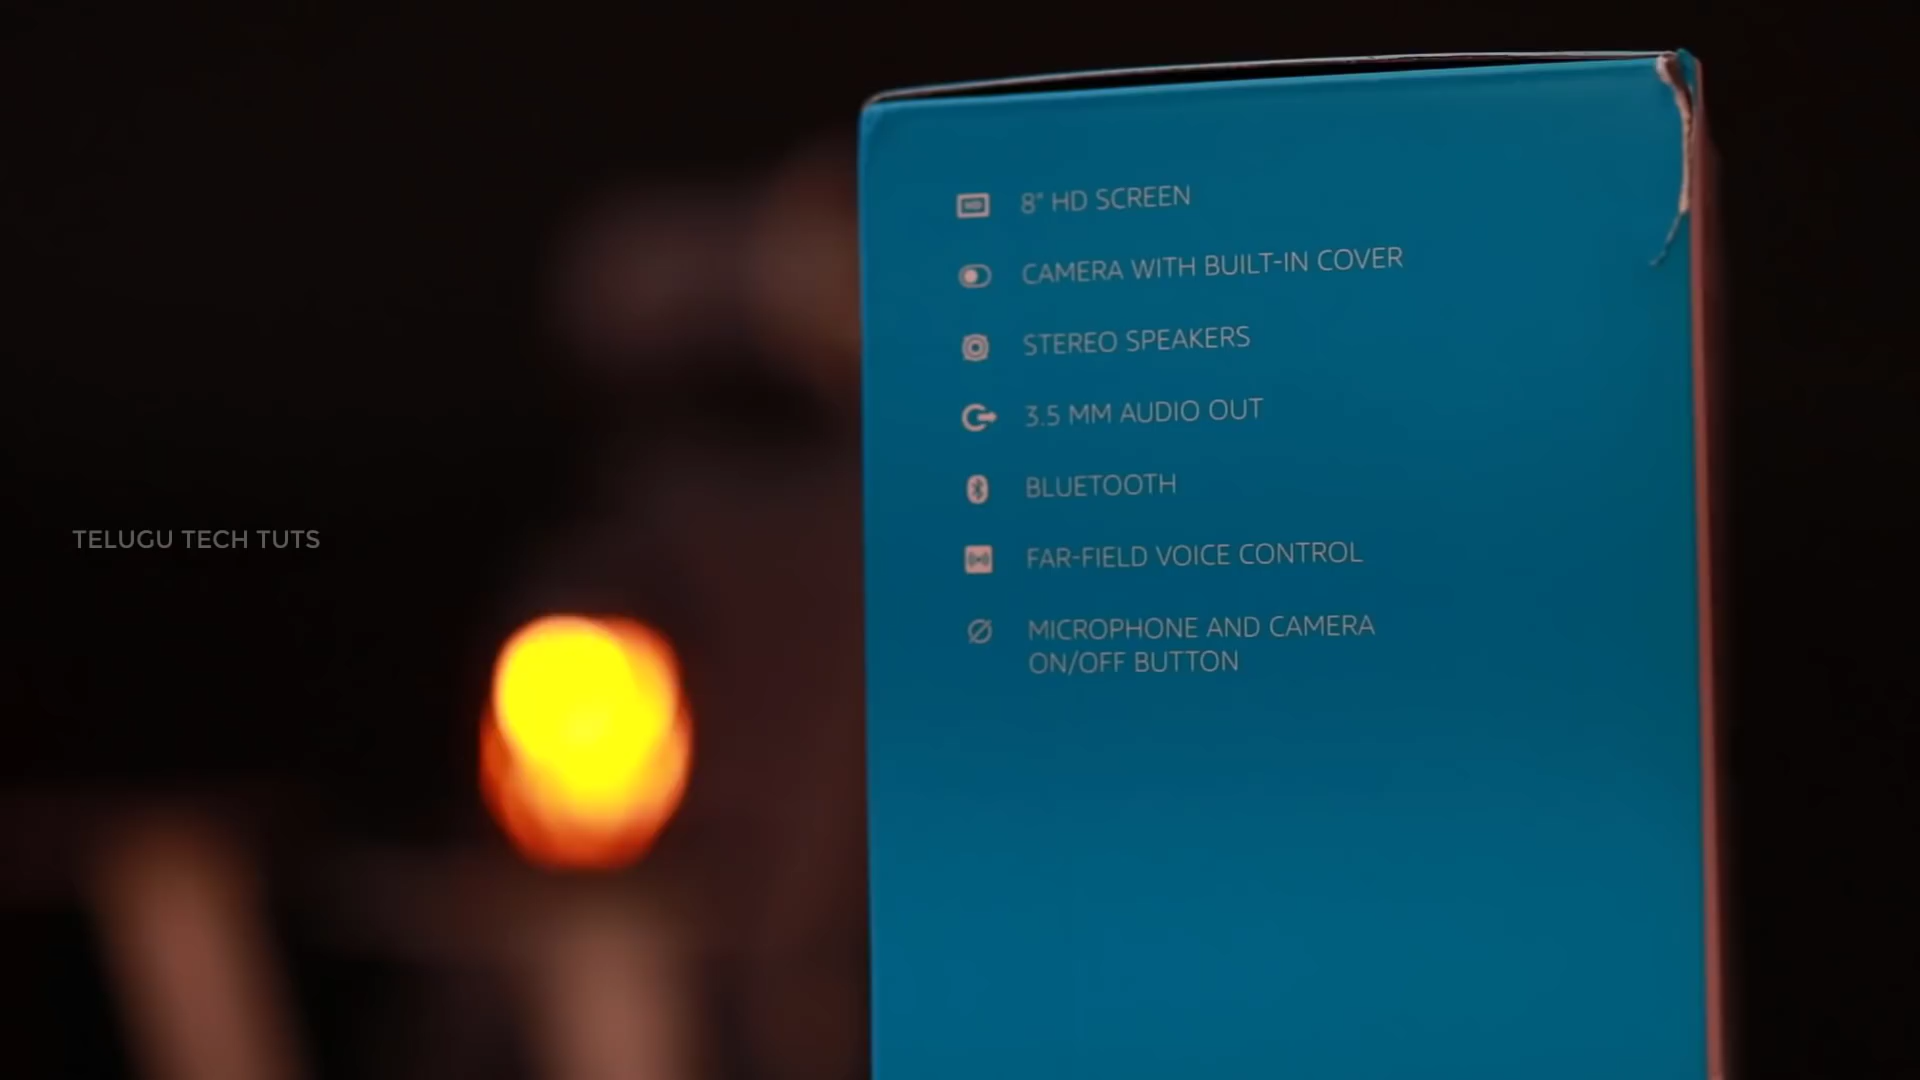 8" HD SCREEN
CAMERA WITH BUILT-IN COVER
STEREO SPEAKERS
3.5 MM AUDIO OUT
BLUETOOTH
FAR-FIELD VOICE CONTROL
MICROPHONE AND CAMERA
ON/OFF BUTTON
TELUGU TECH TUTS